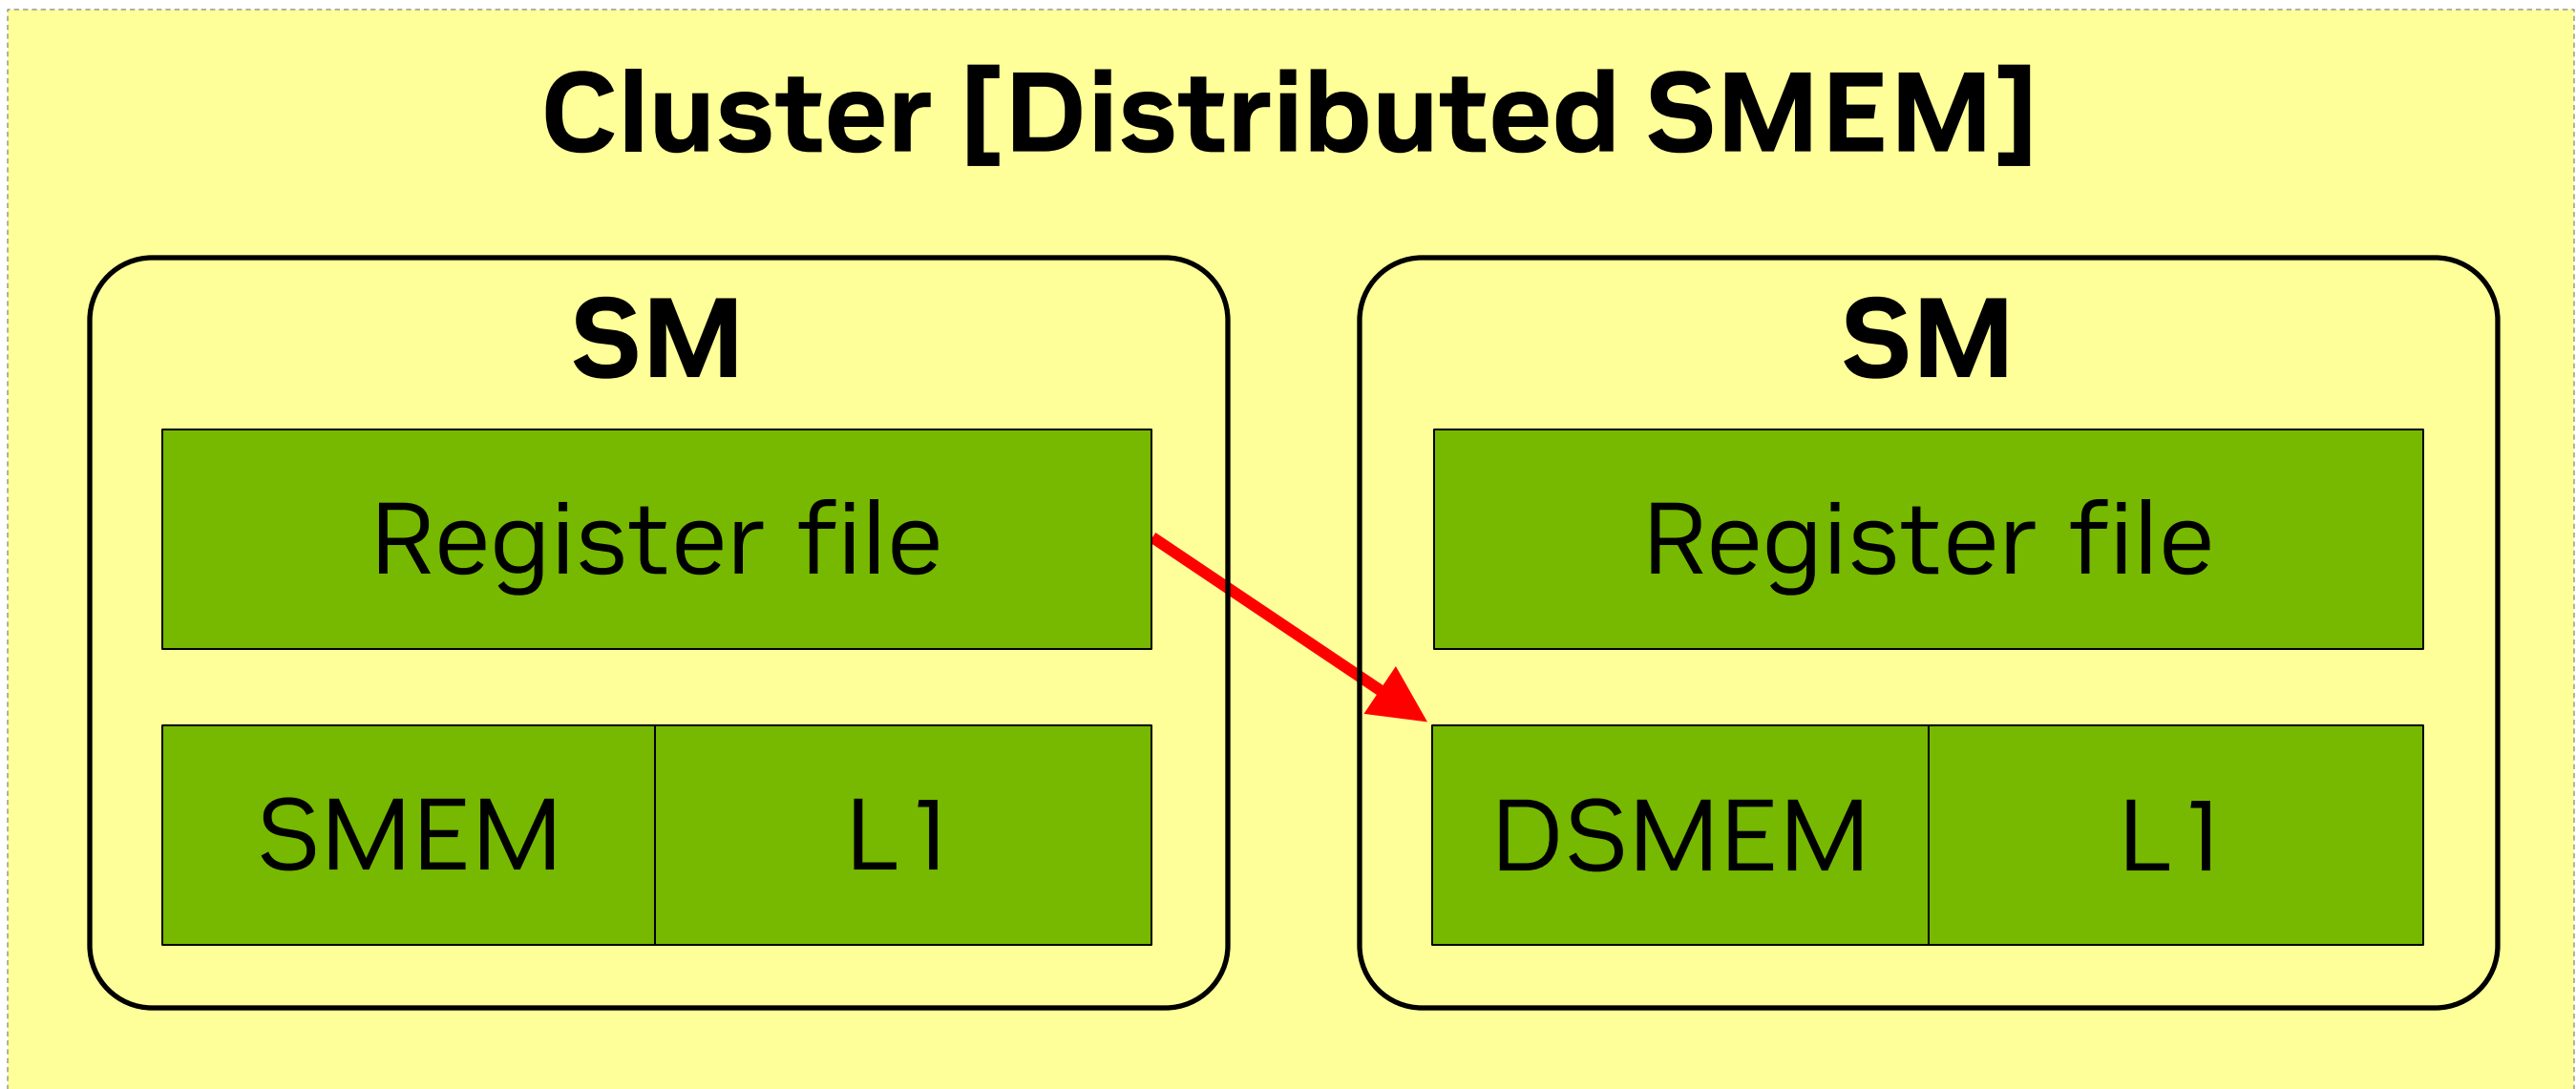 Cluster [Distributed SMEM]
SM
Register file
SMEM
L1
SM
Register file
DSMEM
L1